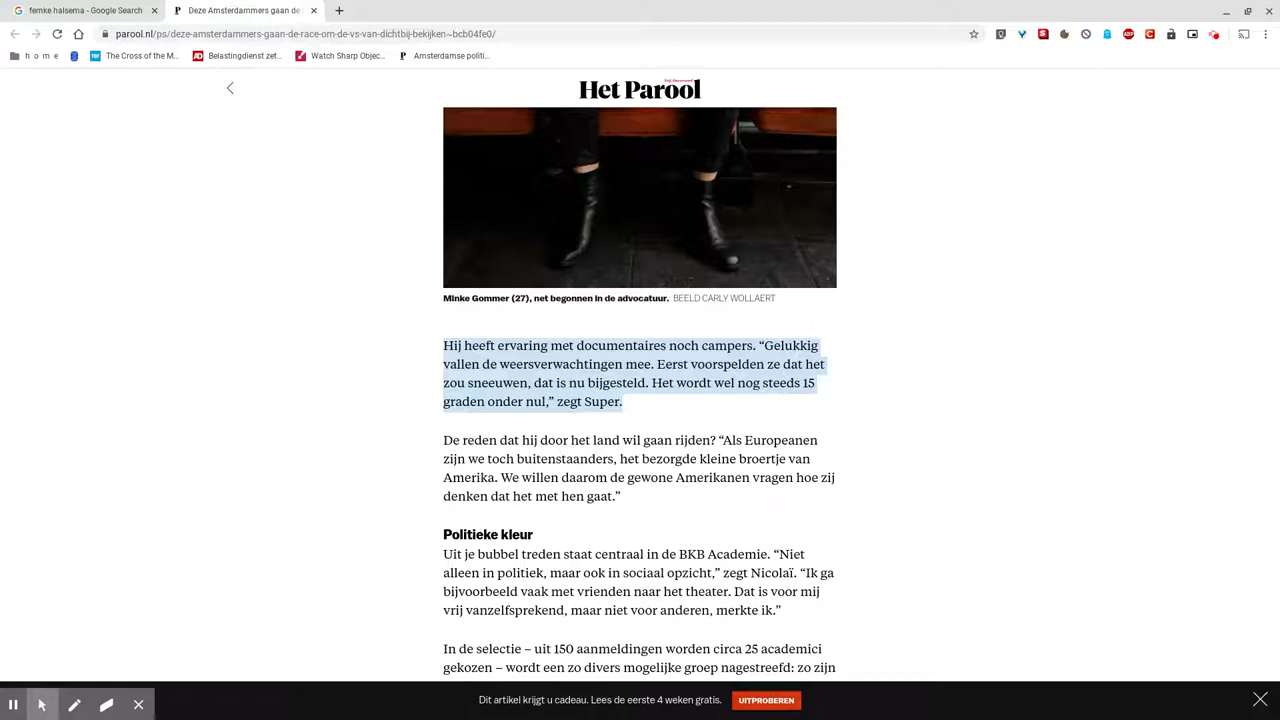 femke halsema - Google Search
Deze Amsterdammers gaan de
parool.nl/ps/deze-amsterdammers-gaan-de-race-om-de-vs-van-dichtbij-bekijken~bcb04fe0/
h o m e
The Cross of the M...
Belastingdienst zet...
Watch Sharp Objec...
Amsterdamse politi...
Het Parool
Minke Gommer (27), net begonnen in de advocatuur. BEELD CARLY WOLLAERT
Hij heeft ervaring met documentaires noch campers. “Gelukkig
vallen de weersverwachtingen mee. Eerst voorspelden ze dat het
zou sneeuwen, dat is nu bijgesteld. Het wordt wel nog steeds 15
graden onder nul,” zegt Super.
De reden dat hij door het land wil gaan rijden? “Als Europeanen
zijn we toch buitenstaanders, het bezorgde kleine broertje van
Amerika. We willen daarom de gewone Amerikanen vragen hoe zij
denken dat het met hen gaat.”
Politieke kleur
Uit je bubbel treden staat centraal in de BKB Academie. “Niet
alleen in politiek, maar ook in sociaal opzicht,” zegt Nicolaï. “Ik ga
bijvoorbeeld vaak met vrienden naar het theater. Dat is voor mij
vrij vanzelfsprekend, maar niet voor anderen, merkte ik.”
In de selectie – uit 150 aanmeldingen worden circa 25 academici
gekozen – wordt een zo divers mogelijke groep nagestreefd: zo zijn
Dit artikel krijgt u cadeau. Lees de eerste 4 weken gratis.
UITPROBEREN